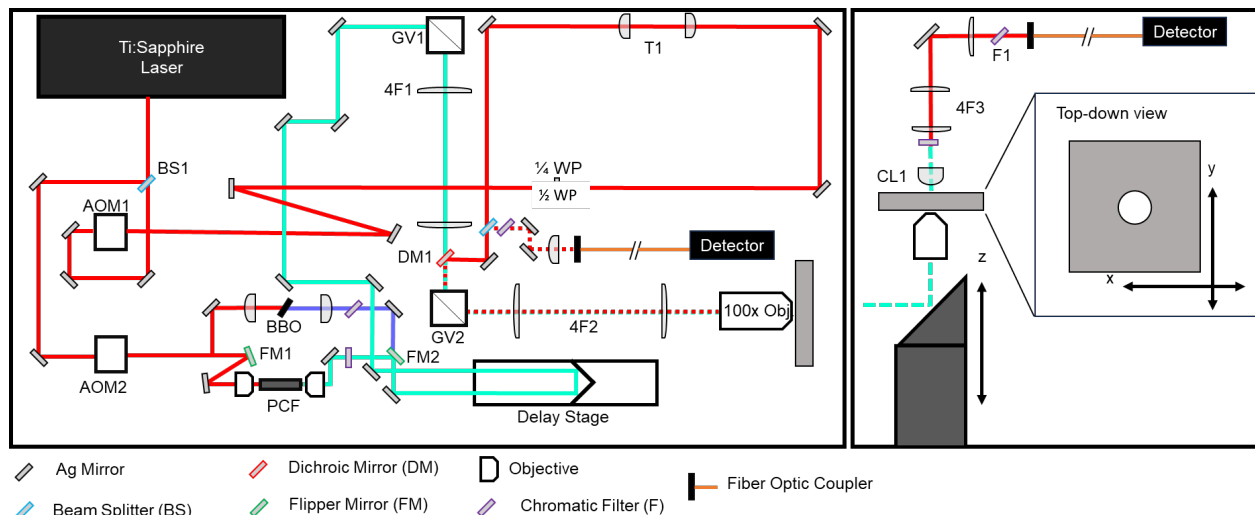 Ti:Sapphire
Laser
GV1
T1
4F1
BS1
AOM1
¼ WP
½ WP
DM1
Detector
BBO
GV2
4F2
100x Obj.
FM1
FM2
AOM2
PCF
Delay Stage
F1
Detector
4F3
Top-down view
CL1
y
z
x
Ag Mirror
Dichroic Mirror (DM)
Objective
Fiber Optic Coupler
Beam Splitter (BS)
Flipper Mirror (FM)
Chromatic Filter (F)